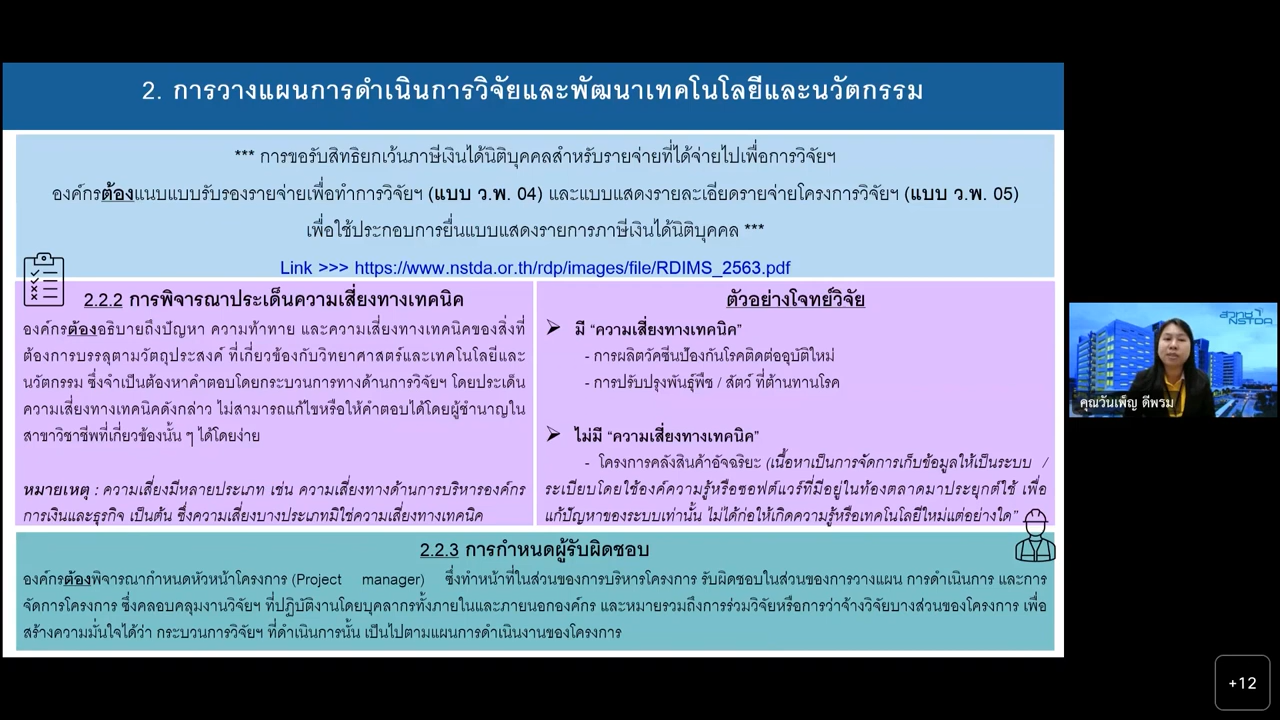 2. การวางแผนการดำเนินการวิจัยและพัฒนาเทคโนโลยีและนวัตกรรม
*** การขอรับสิทธิยกเว้นภาษีเงินได้นิติบุคคลสำหรับรายจ่ายที่ได้จ่ายไปเพื่อการวิจัยฯ
องค์กรต้องแนบแบบรับรองรายจ่ายเพื่อทำการวิจัยฯ (แบบ ว.พ. 04) และแบบแสดงรายละเอียดรายจ่ายโครงการวิจัยฯ (แบบ ว.พ. 05)
เพื่อใช้ประกอบการยื่นแบบแสดงรายการภาษีเงินได้นิติบุคคล ***
Link >>> https://www.nstda.or.th/rdp/images/file/RDIMS_2563.pdf
2.2.2 การพิจารณาประเด็นความเสี่ยงทางเทคนิค
องค์กรต้องอธิบายถึงปัญหา ความท้าทาย และความเสี่ยงทางเทคนิคของสิ่งที่
ต้องการบรรลุตามวัตถุประสงค์ ที่เกี่ยวข้องกับวิทยาศาสตร์และเทคโนโลยีและ
นวัตกรรม ซึ่งจำเป็นต้องหาคำตอบโดยกระบวนการทางด้านการวิจัยฯ โดยประเด็น
ความเสี่ยงทางเทคนิคดังกล่าว ไม่สามารถแก้ไขหรือให้คำตอบได้โดยผู้ชำนาญใน
สาขาวิชาชีพที่เกี่ยวข้องนั้น ๆ ได้โดยง่าย
หมายเหตุ : ความเสี่ยงมีหลายประเภท เช่น ความเสี่ยงทางด้านการบริหารองค์กร
การเงินและธุรกิจ เป็นต้น ซึ่งความเสี่ยงบางประเภทมิใช่ความเสี่ยงทางเทคนิค
ตัวอย่างโจทย์วิจัย
➢ มี “ความเสี่ยงทางเทคนิค”
- การผลิตวัคซีนป้องกันโรคติดต่ออุบัติใหม่
- การปรับปรุงพันธุ์พืช / สัตว์ ที่ต้านทานโรค
➢ ไม่มี “ความเสี่ยงทางเทคนิค”
- โครงการคลังสินค้าอัจฉริยะ (เนื้อหาเป็นการจัดการเก็บข้อมูลให้เป็นระบบ /
ระเบียบโดยใช้องค์ความรู้หรือซอฟต์แวร์ที่มีอยู่ในท้องตลาดมาประยุกต์ใช้ เพื่อ
แก้ปัญหาของระบบเท่านั้น ไม่ได้ก่อให้เกิดความรู้หรือเทคโนโลยีใหม่แต่อย่างใด”
2.2.3 การกำหนดผู้รับผิดชอบ
องค์กรต้องพิจารณากำหนดหัวหน้าโครงการ (Project manager) ซึ่งทำหน้าที่ในส่วนของการบริหารโครงการ รับผิดชอบในส่วนของการวางแผน การดำเนินการ และการ
จัดการโครงการ ซึ่งคลอบคลุมงานวิจัยฯ ที่ปฏิบัติงานโดยบุคลากรทั้งภายในและภายนอกองค์กร และหมายรวมถึงการร่วมวิจัยหรือการว่าจ้างวิจัยบางส่วนของโครงการ เพื่อ
สร้างความมั่นใจได้ว่า กระบวนการวิจัยฯ ที่ดำเนินการนั้น เป็นไปตามแผนการดำเนินงานของโครงการ
สวทช
NSTDA
คุณวันเพ็ญ ดีพรม
+12